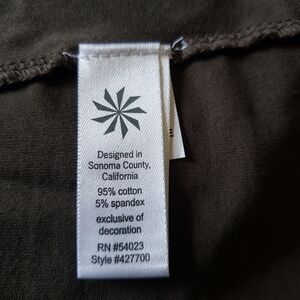 Designed in
Sonoma County,
California
95% cotton
5% spandex
exclusive of
decoration
RN #54023
Style #427700